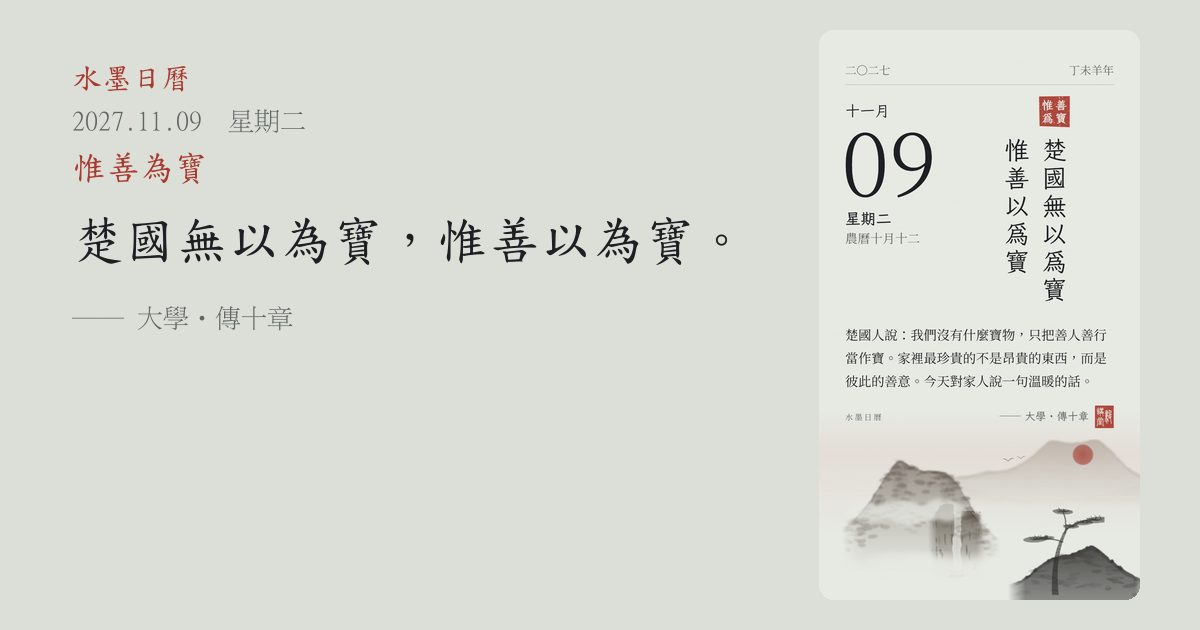 水墨日曆
2027.11.09 星期二
惟善為寶
楚國無以為寶，惟善以為寶。
—— 大學・傳十章
二〇二七
丁未羊年
十一月
09
星期二
農曆十月十二
惟善爲寶
楚國無以爲寶
惟善以爲寶
楚國人說：我們沒有什麼寶物，只把善人善行
當作寶。家裡最珍貴的不是昂貴的東西，而是
彼此的善意。今天對家人說一句溫暖的話。
水墨日曆
—— 大學・傳十章